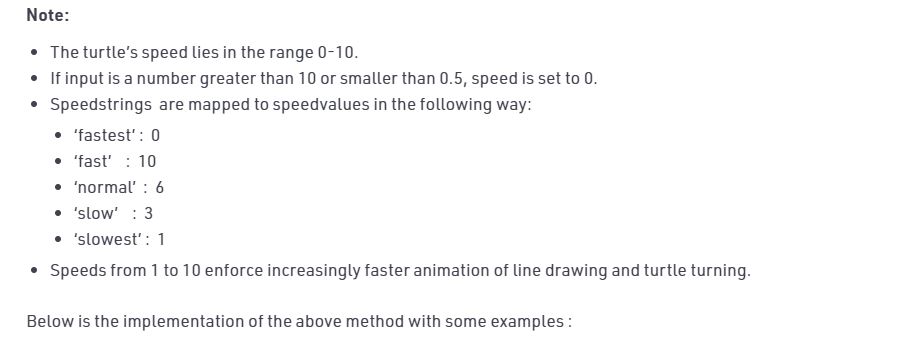 Note:
• The turtle’s speed lies in the range 0-10.
• If input is a number greater than 10 or smaller than 0.5, speed is set to 0.
• Speedstrings  are mapped to speedvalues in the following way:
• ‘fastest’ :  0
• ‘fast’   :  10
• ‘normal’  :  6
• ‘slow’   :  3
• ‘slowest’ :  1
• Speeds from 1 to 10 enforce increasingly faster animation of line drawing and turtle turning.
Below is the implementation of the above method with some examples :